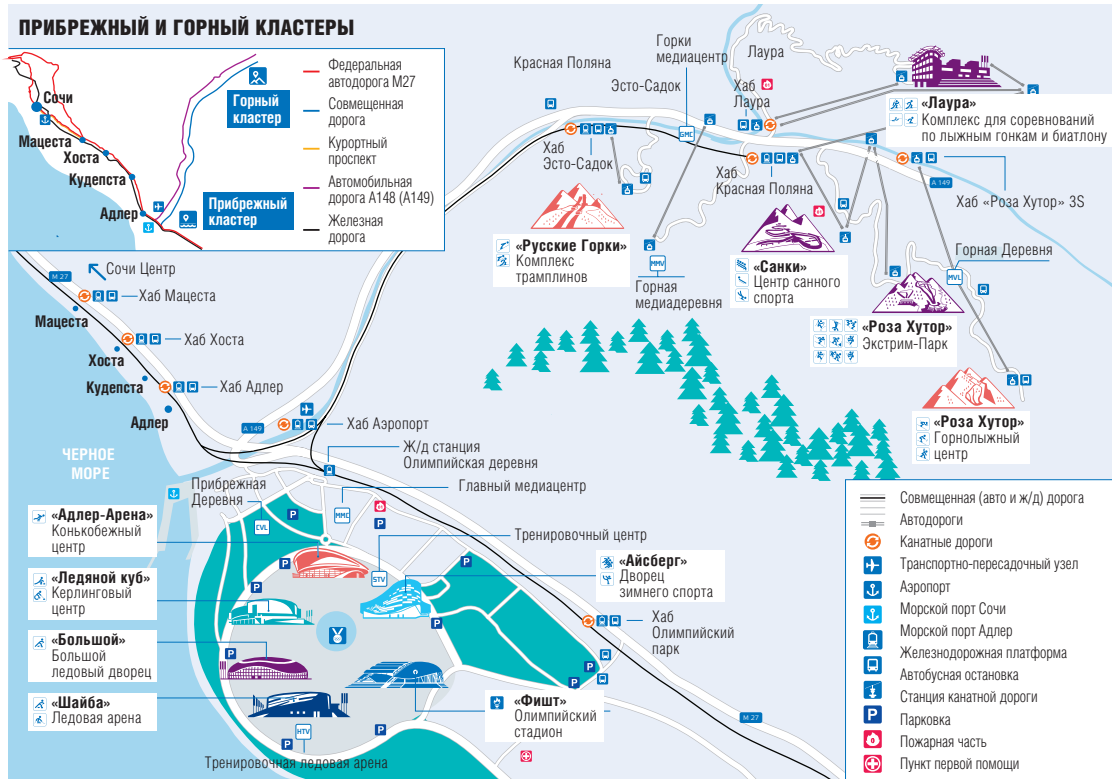 ПРИБРЕЖНЫЙ И ГОРНЫЙ КЛАСТЕРЫ
Сочи
Мацеста
Хоста
Кудепста
Адлер
Горный
кластер
Прибрежный
кластер
Федеральная
автодорога М27
Совмещенная
дорога
Курортный
проспект
Автомобильная
дорога А148 (А149)
Железная
дорога
Красная Поляна
Эсто-Садок
Горки
медиацентр
GMC
Лаура
Хаб
Лаура
«Лаура»
Комплекс для соревнований
по лыжным гонкам и биатлону
Хаб
Эсто-Садок
Хаб
Красная Поляна
А 149
Хаб «Роза Хутор» 3S
«Русские Горки»
Комплекс
трамплинов
MMV
Горная
медиадеревня
«Санки»
Центр санного
спорта
Горная Деревня
MVL
«Роза Хутор»
Экстрим-Парк
«Роза Хутор»
Горнолыжный
центр
М 27
Сочи Центр
Хаб Мацеста
Мацеста
Хаб Хоста
Хоста
Кудепста
Хаб Адлер
Адлер
А 149
Хаб Аэропорт
Ж/д станция
Олимпийская деревня
ЧЕРНОЕ
МОРЕ
Прибрежная
Деревня
CVL
Главный медиацентр
MMC
P
P
P
P
P
P
P
P
P
P
P
P
«Адлер-Арена»
Конькобежный
центр
Тренировочный центр
STV
«Айсберг»
Дворец
зимнего спорта
«Ледяной куб»
Керлинговый
центр
Хаб
Олимпийский
парк
«Большой»
Большой
ледовый дворец
«Шайба»
Ледовая арена
«Фишт»
Олимпийский
стадион
М 27
HTV
Тренировочная ледовая арена
Совмещенная (авто и ж/д) дорога
Автодороги
Канатные дороги
Транспортно-пересадочный узел
Аэропорт
Морской порт Сочи
Морской порт Адлер
Железнодорожная платформа
Автобусная остановка
Станция канатной дороги
P Парковка
Пожарная часть
Пункт первой помощи